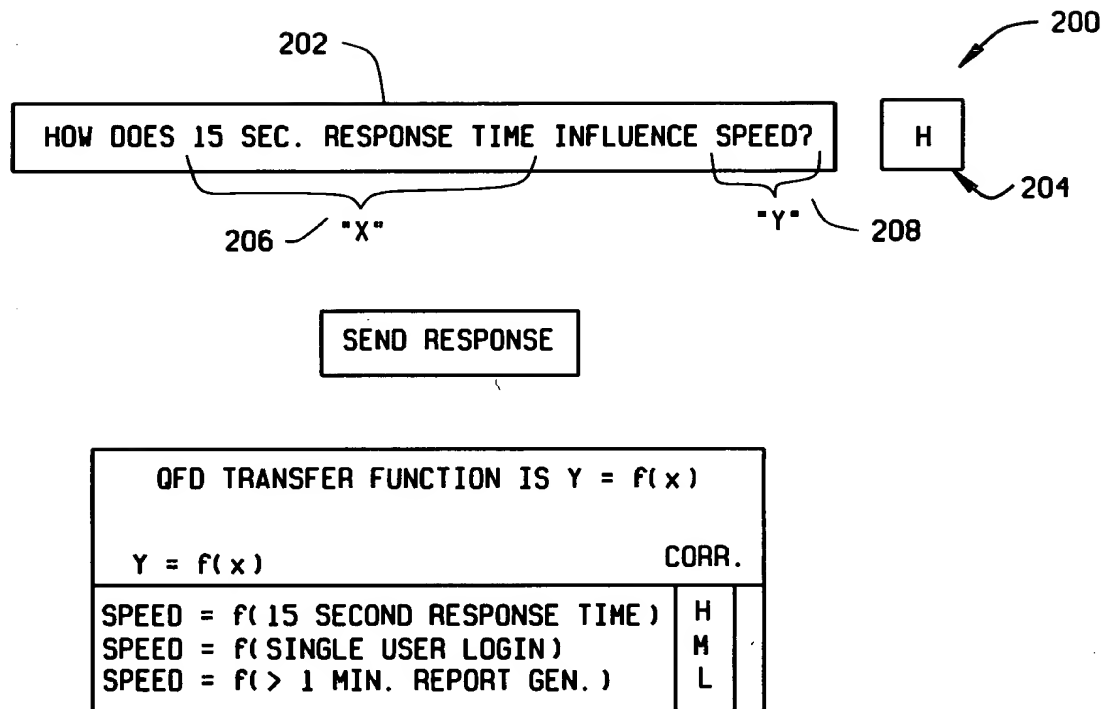 200
202
HOW DOES 15 SEC. RESPONSE TIME INFLUENCE SPEED?
H
204
206
"X"
"Y"
208
SEND RESPONSE
QFD TRANSFER FUNCTION IS Y = f(x)
Y = f(x) CORR.
SPEED = f(15 SECOND RESPONSE TIME) H
SPEED = f(SINGLE USER LOGIN) M
SPEED = f(> 1 MIN. REPORT GEN.) L